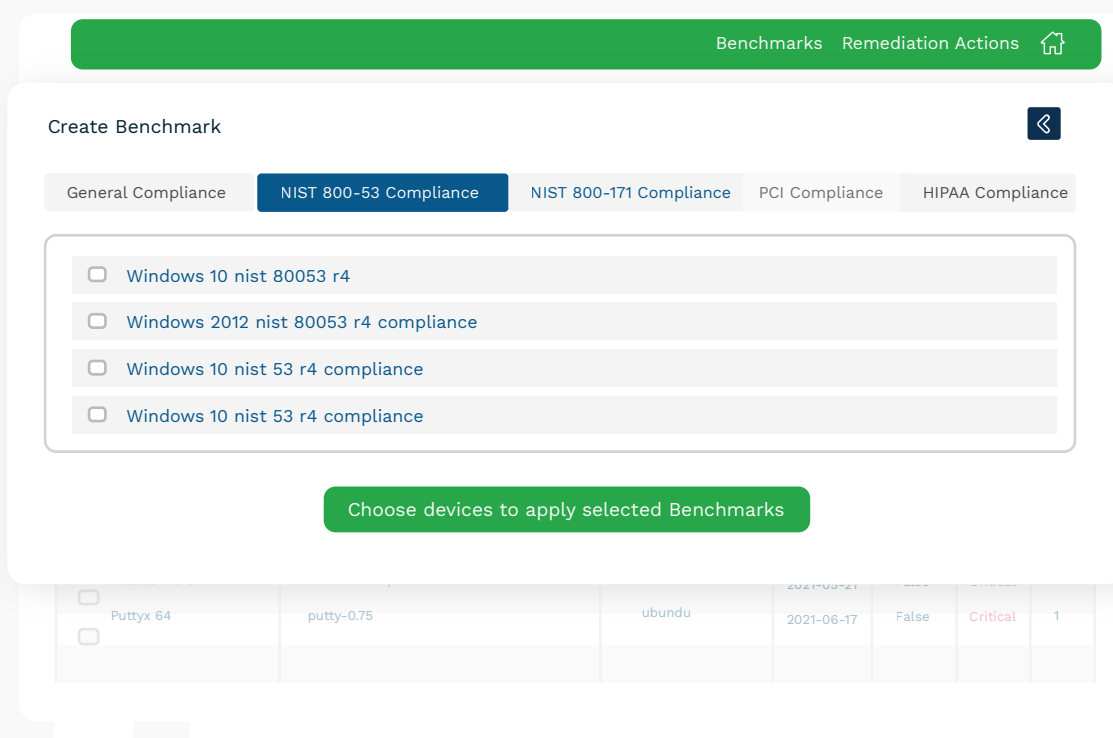 Benchmarks Remediation Actions
Create Benchmark
General Compliance NIST 800-53 Compliance NIST 800-171 Compliance PCI Compliance HIPAA Compliance
Windows 10 nist 80053 r4
Windows 2012 nist 80053 r4 compliance
Windows 10 nist 53 r4 compliance
Windows 10 nist 53 r4 compliance
Choose devices to apply selected Benchmarks
Puttyx 64 putty-0.75 ubundu 2021-06-17 False Critical 1